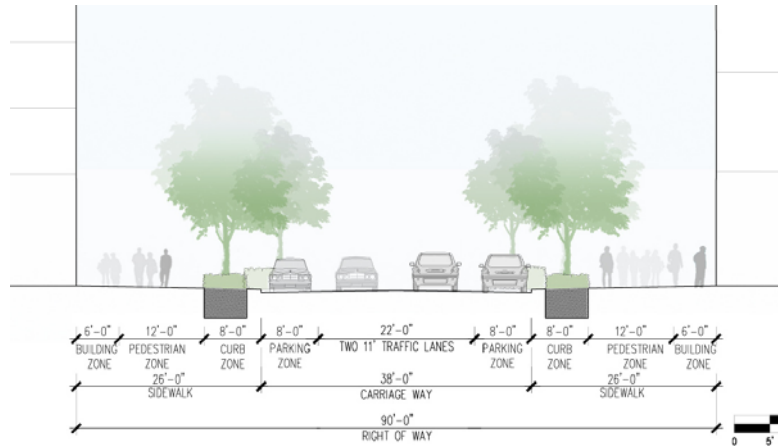 6'-0" 12'-0" 8'-0" 8'-0" 22'-0" 8'-0" 8'-0" 12'-0" 6'-0"
BUILDING ZONE
PEDESTRIAN ZONE
CURB ZONE
PARKING ZONE
TWO 11' TRAFFIC LANES
PARKING ZONE
CURB ZONE
PEDESTRIAN ZONE
BUILDING ZONE
26'-0" 38'-0" 26'-0"
SIDEWALK CARRIAGE WAY SIDEWALK
90'-0"
RIGHT OF WAY
0 5'